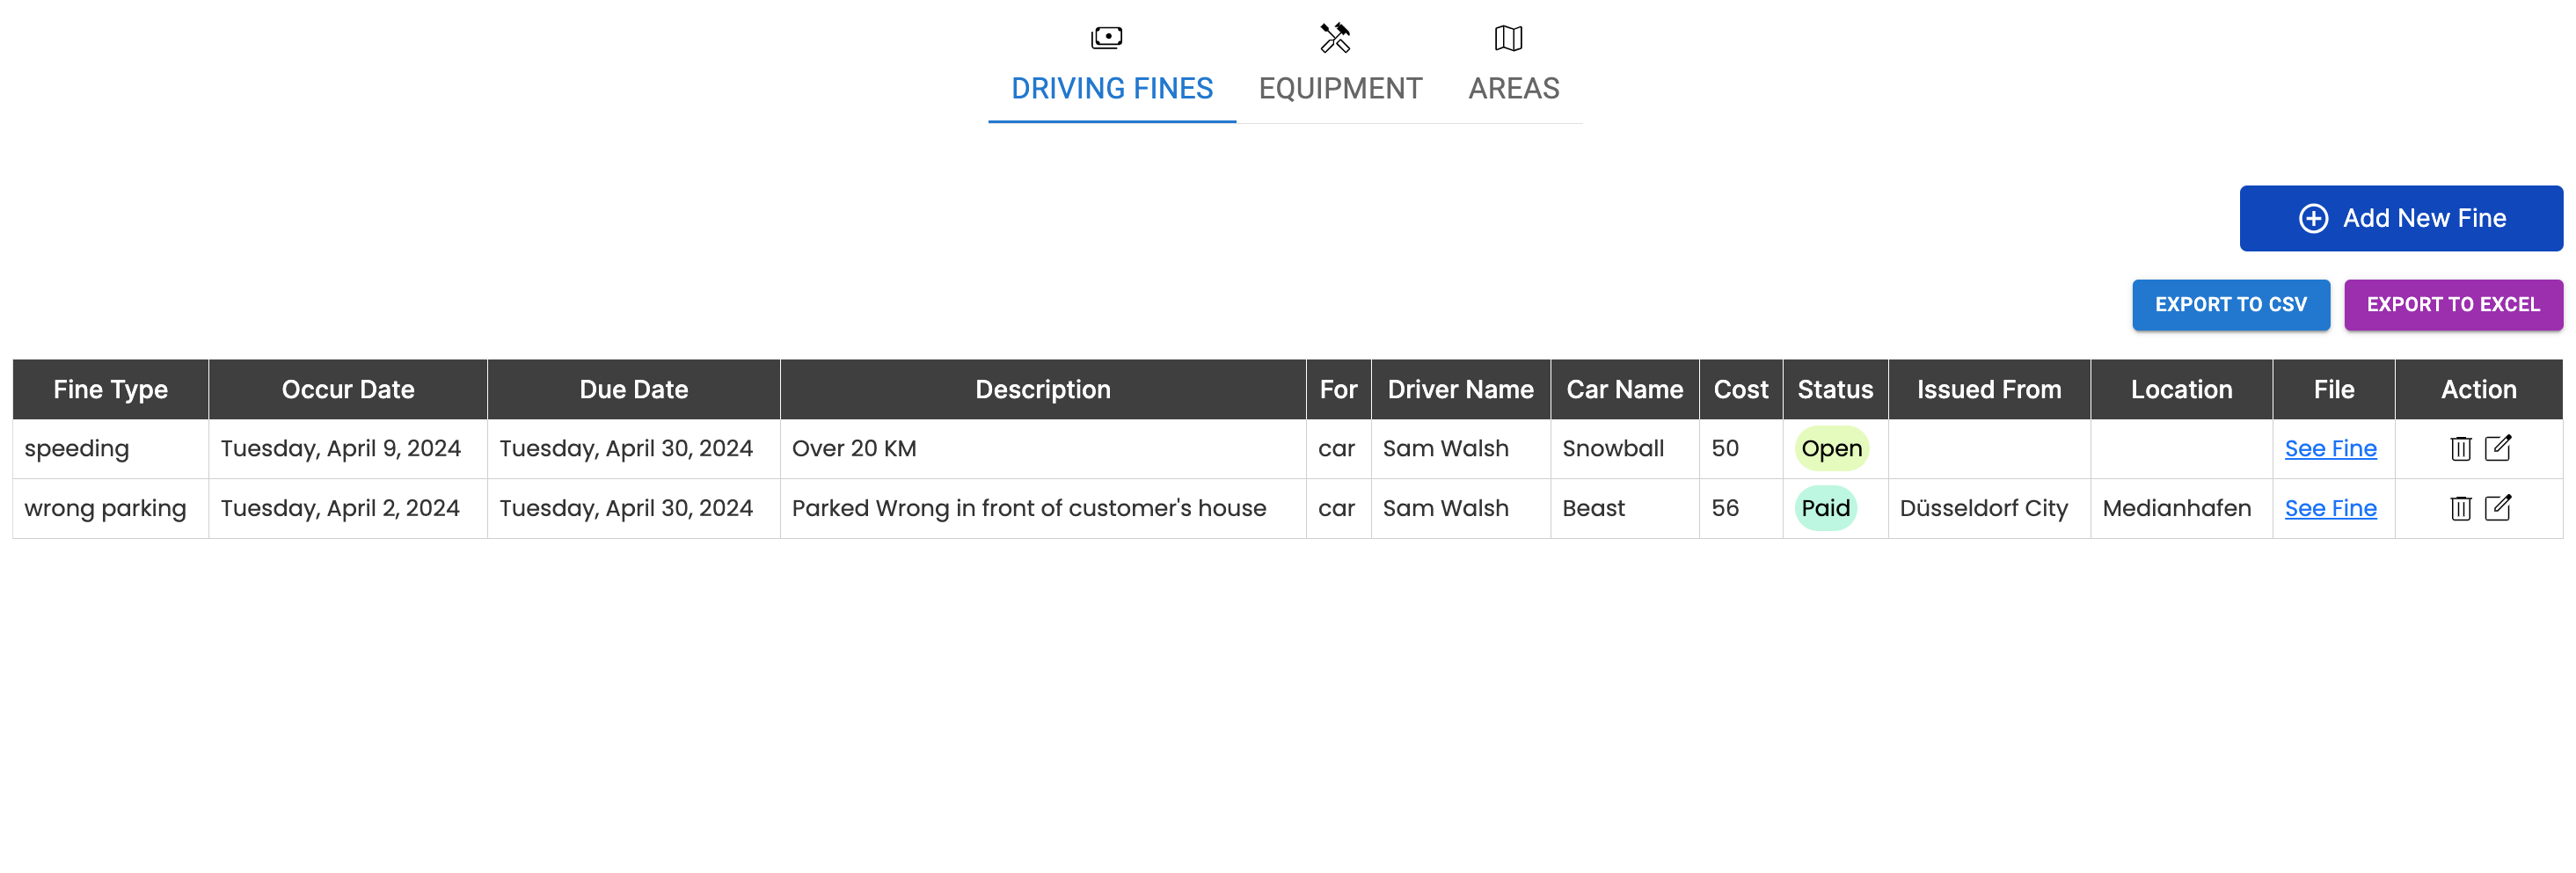 DRIVING FINES EQUIPMENT AREAS
Add New Fine
EXPORT TO CSV EXPORT TO EXCEL
Fine Type Occur Date Due Date Description For Driver Name Car Name Cost Status Issued From Location File Action
speeding Tuesday, April 9, 2024 Tuesday, April 30, 2024 Over 20 KM car Sam Walsh Snowball 50 Open See Fine
wrong parking Tuesday, April 2, 2024 Tuesday, April 30, 2024 Parked Wrong in front of customer's house car Sam Walsh Beast 56 Paid Düsseldorf City Medianhafen See Fine